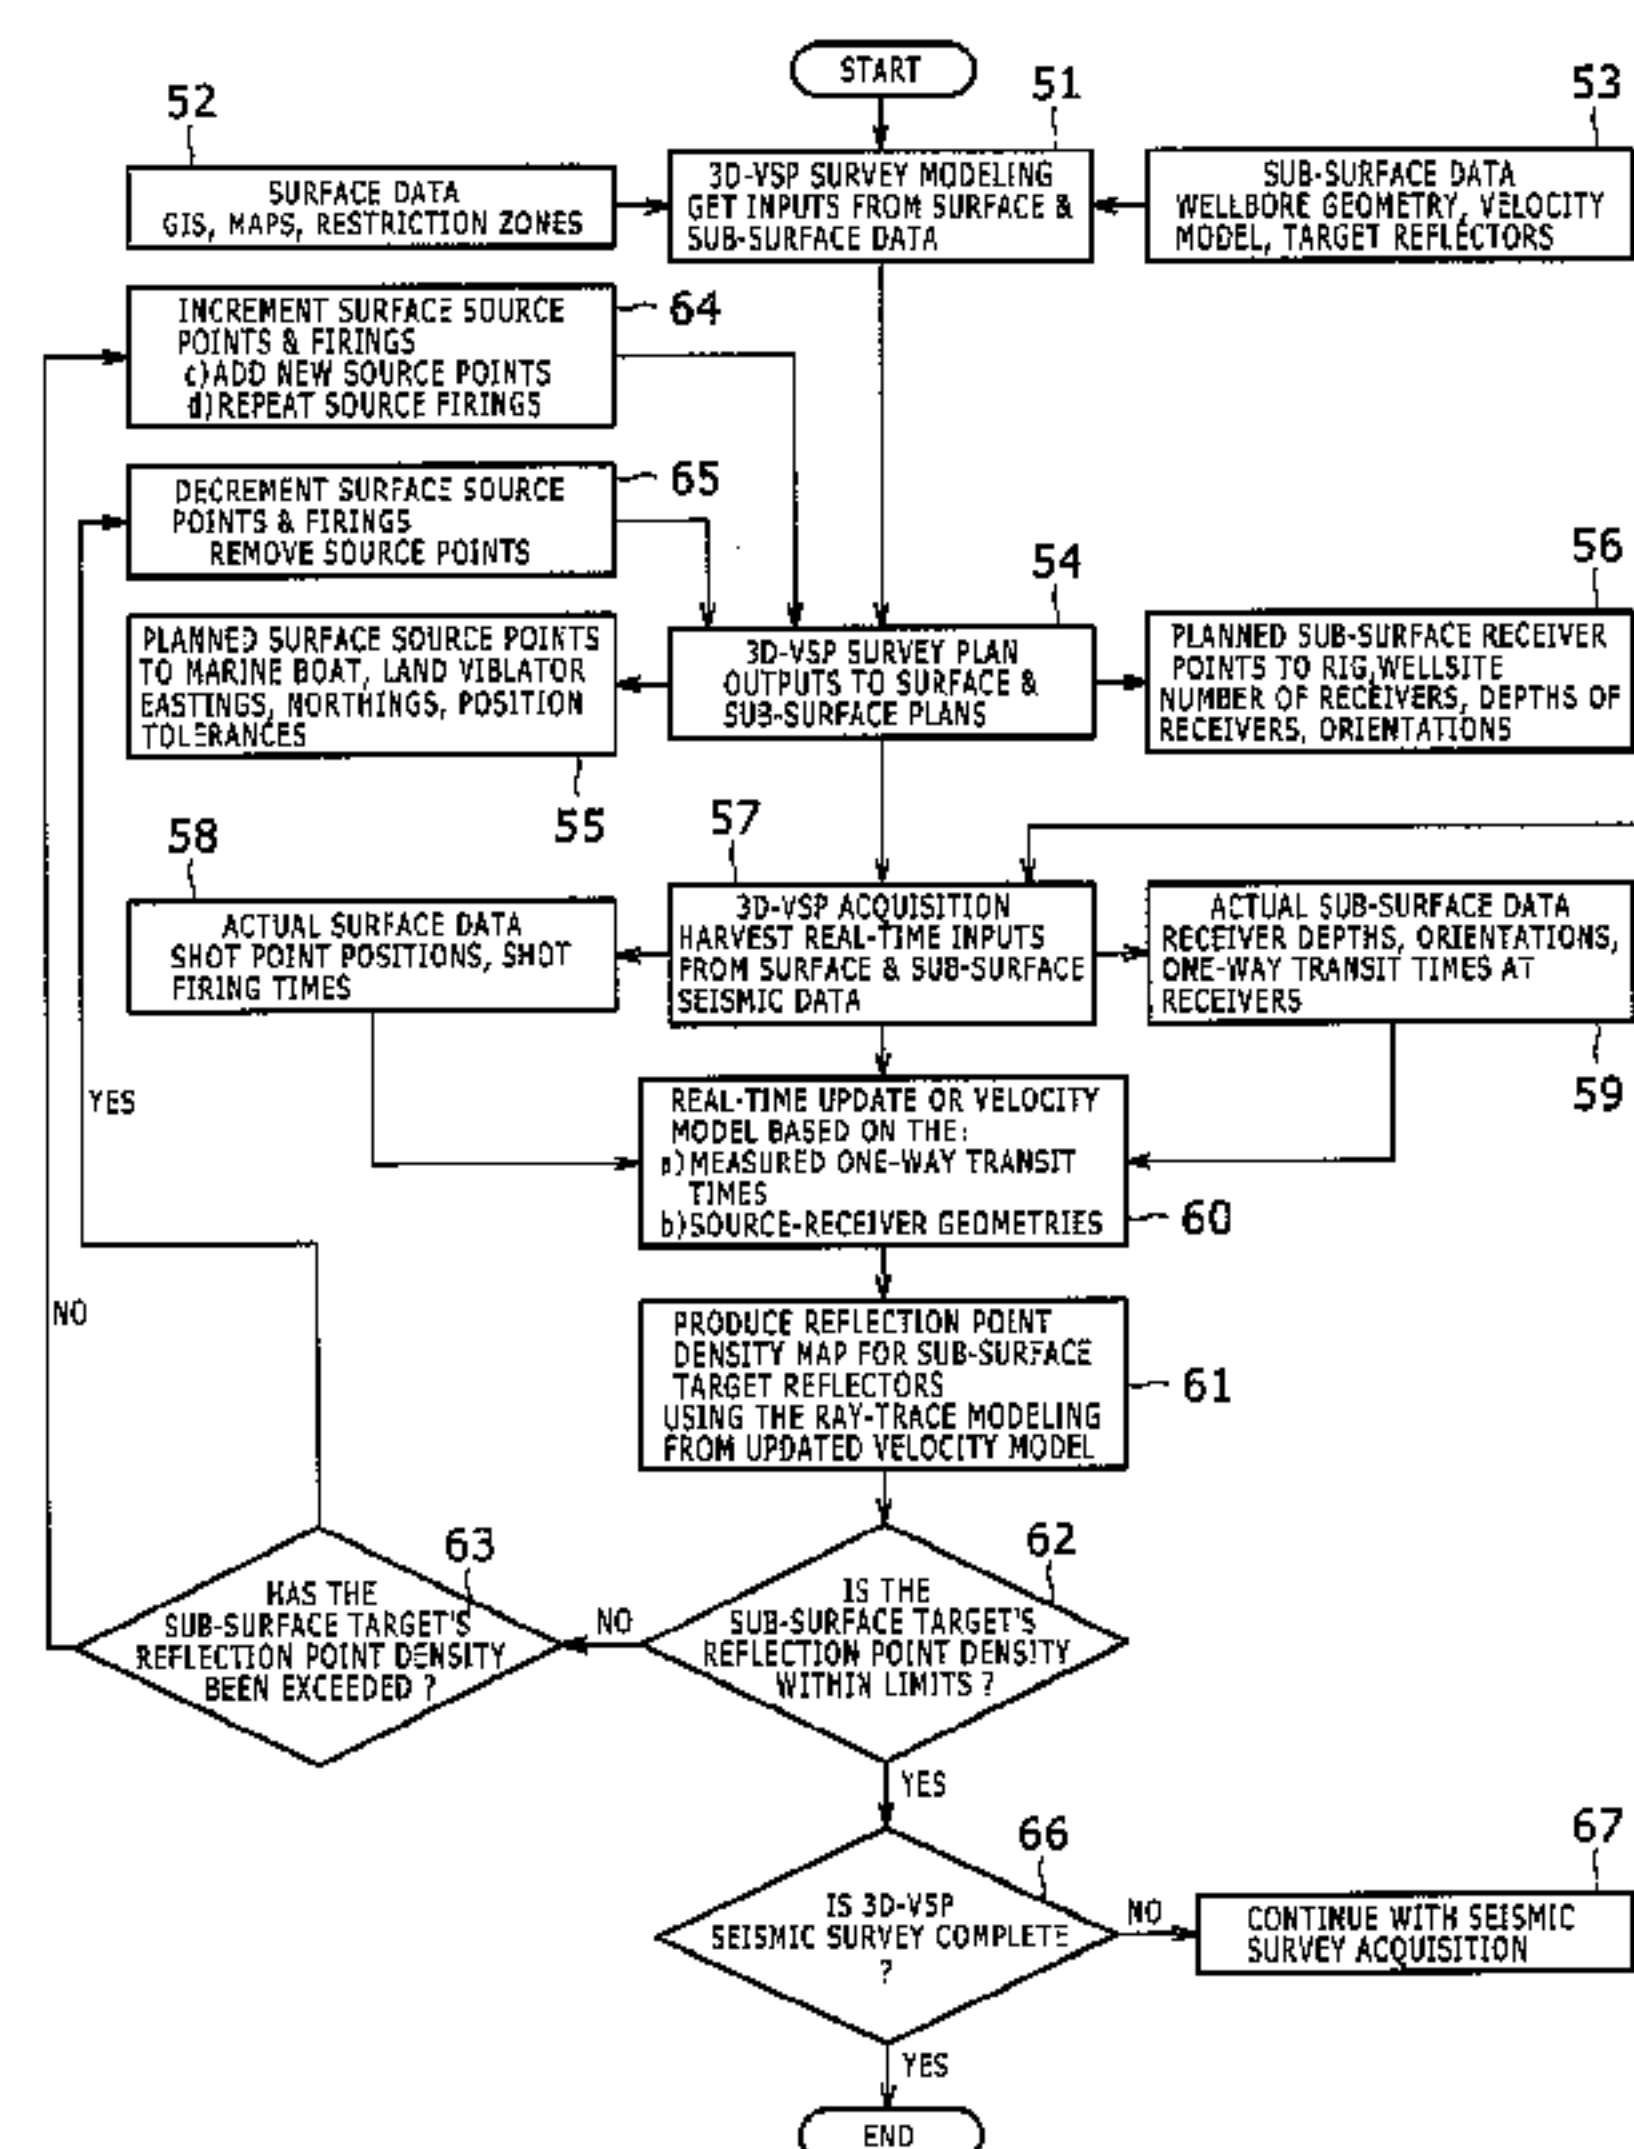 START
51
52
53
SURFACE DATA
GIS, MAPS, RESTRICTION ZONES
3D-VSP SURVEY MODELING
GET INPUTS FROM SURFACE &
SUB-SURFACE DATA
SUB-SURFACE DATA
WELLBORE GEOMETRY, VELOCITY
MODEL, TARGET REFLECTORS
INCREMENT SURFACE SOURCE
POINTS & FIRINGS
c)ADD NEW SOURCE POINTS
d)REPEAT SOURCE FIRINGS
64
DECREMENT SURFACE SOURCE
POINTS & FIRINGS
REMOVE SOURCE POINTS
65
54
56
PLANNED SURFACE SOURCE POINTS
TO MARINE BOAT, LAND VIBLATOR
EASTINGS, NORTHINGS, POSITION
TOLERANCES
55
3D-VSP SURVEY PLAN
OUTPUTS TO SURFACE &
SUB-SURFACE PLANS
PLANNED SUB-SURFACE RECEIVER
POINTS TO RIG,WELLSITE
NUMBER OF RECEIVERS, DEPTHS OF
RECEIVERS, ORIENTATIONS
58
57
ACTUAL SURFACE DATA
SHOT POINT POSITIONS, SHOT
FIRING TIMES
3D-VSP ACQUISITION
HARVEST REAL-TIME INPUTS
FROM SURFACE & SUB-SURFACE
SEISMIC DATA
ACTUAL SUB-SURFACE DATA
RECEIVER DEPTHS, ORIENTATIONS,
ONE-WAY TRANSIT TIMES AT
RECEIVERS
59
YES
REAL-TIME UPDATE OR VELOCITY
MODEL BASED ON THE:
a)MEASURED ONE-WAY TRANSIT
TIMES
b)SOURCE-RECEIVER GEOMETRIES
60
NO
PRODUCE REFLECTION POINT
DENSITY MAP FOR SUB-SURFACE
TARGET REFLECTORS
USING THE RAY-TRACE MODELING
FROM UPDATED VELOCITY MODEL
61
63
HAS THE
SUB-SURFACE TARGET'S
REFLECTION POINT DENSITY
BEEN EXCEEDED ?
NO
62
IS THE
SUB-SURFACE TARGET'S
REFLECTION POINT DENSITY
WITHIN LIMITS ?
YES
66
IS 3D-VSP
SEISMIC SURVEY COMPLETE
?
NO
67
CONTINUE WITH SEISMIC
SURVEY ACQUISITION
YES
END